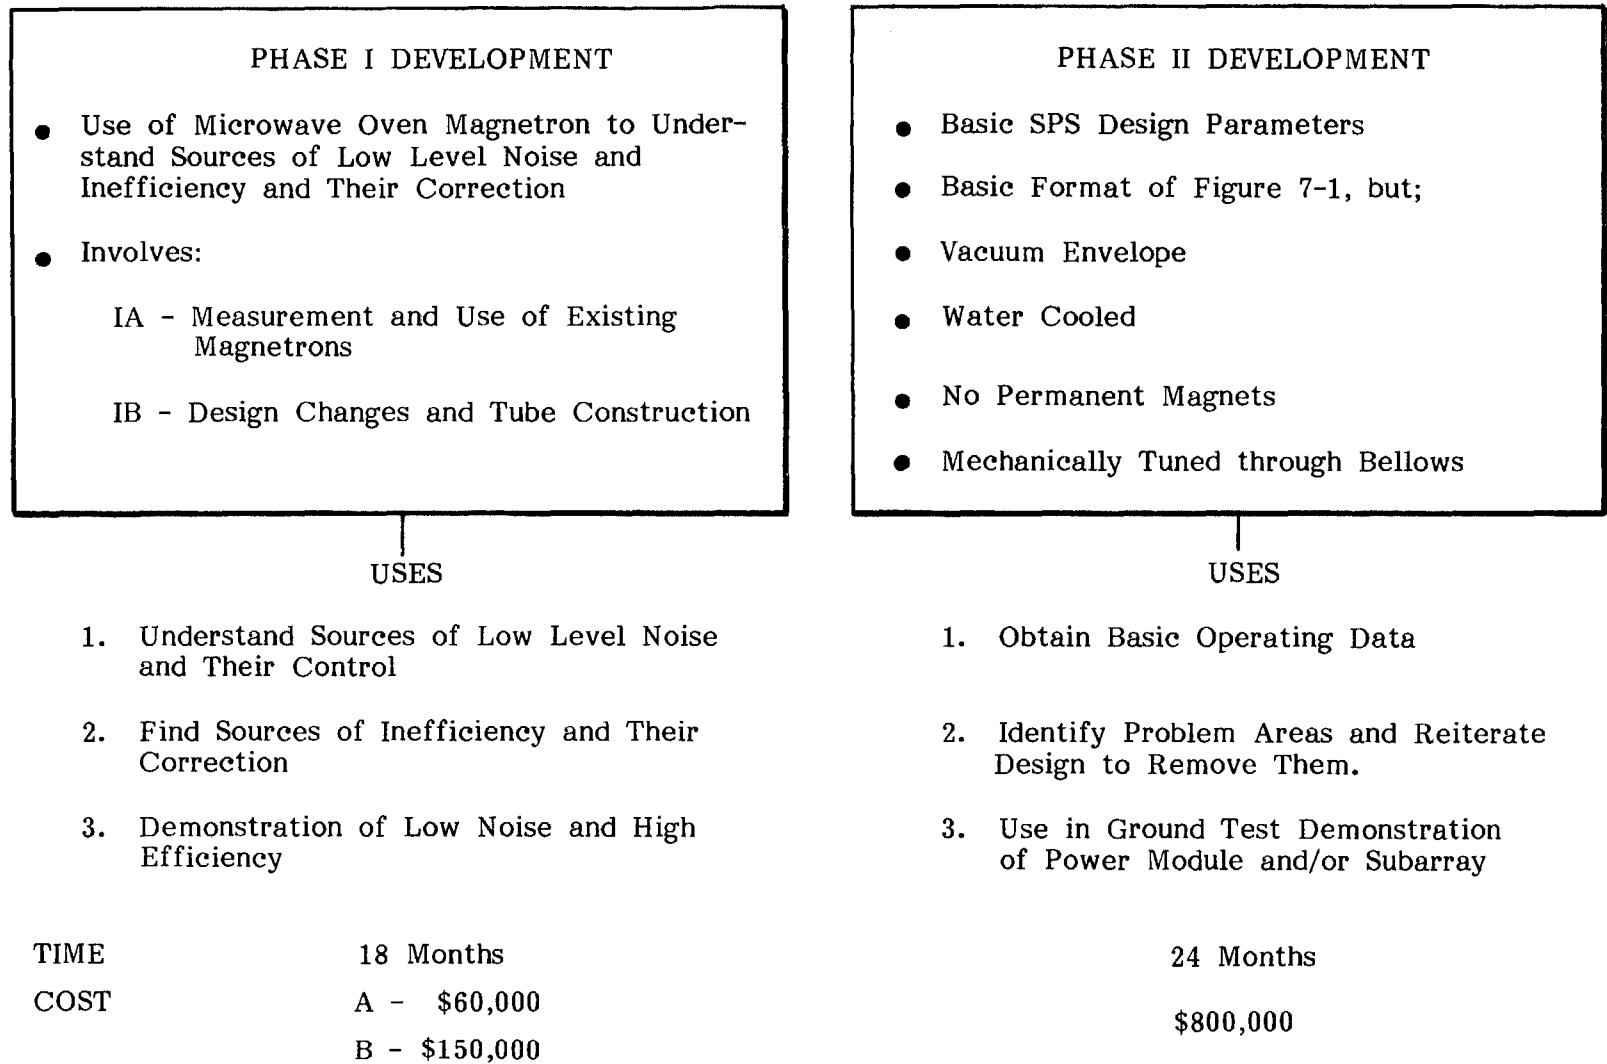 PHASE I DEVELOPMENT
● Use of Microwave Oven Magnetron to Under-
stand Sources of Low Level Noise and
Inefficiency and Their Correction
● Involves:
IA - Measurement and Use of Existing
Magnetrons
IB - Design Changes and Tube Construction
USES
1. Understand Sources of Low Level Noise
and Their Control
2. Find Sources of Inefficiency and Their
Correction
3. Demonstration of Low Noise and High
Efficiency
PHASE II DEVELOPMENT
● Basic SPS Design Parameters
● Basic Format of Figure 7-1, but;
● Vacuum Envelope
● Water Cooled
● No Permanent Magnets
● Mechanically Tuned through Bellows
USES
1. Obtain Basic Operating Data
2. Identify Problem Areas and Reiterate
Design to Remove Them.
3. Use in Ground Test Demonstration
of Power Module and/or Subarray
TIME 18 Months 24 Months
COST A - $60,000 $800,000
B - $150,000